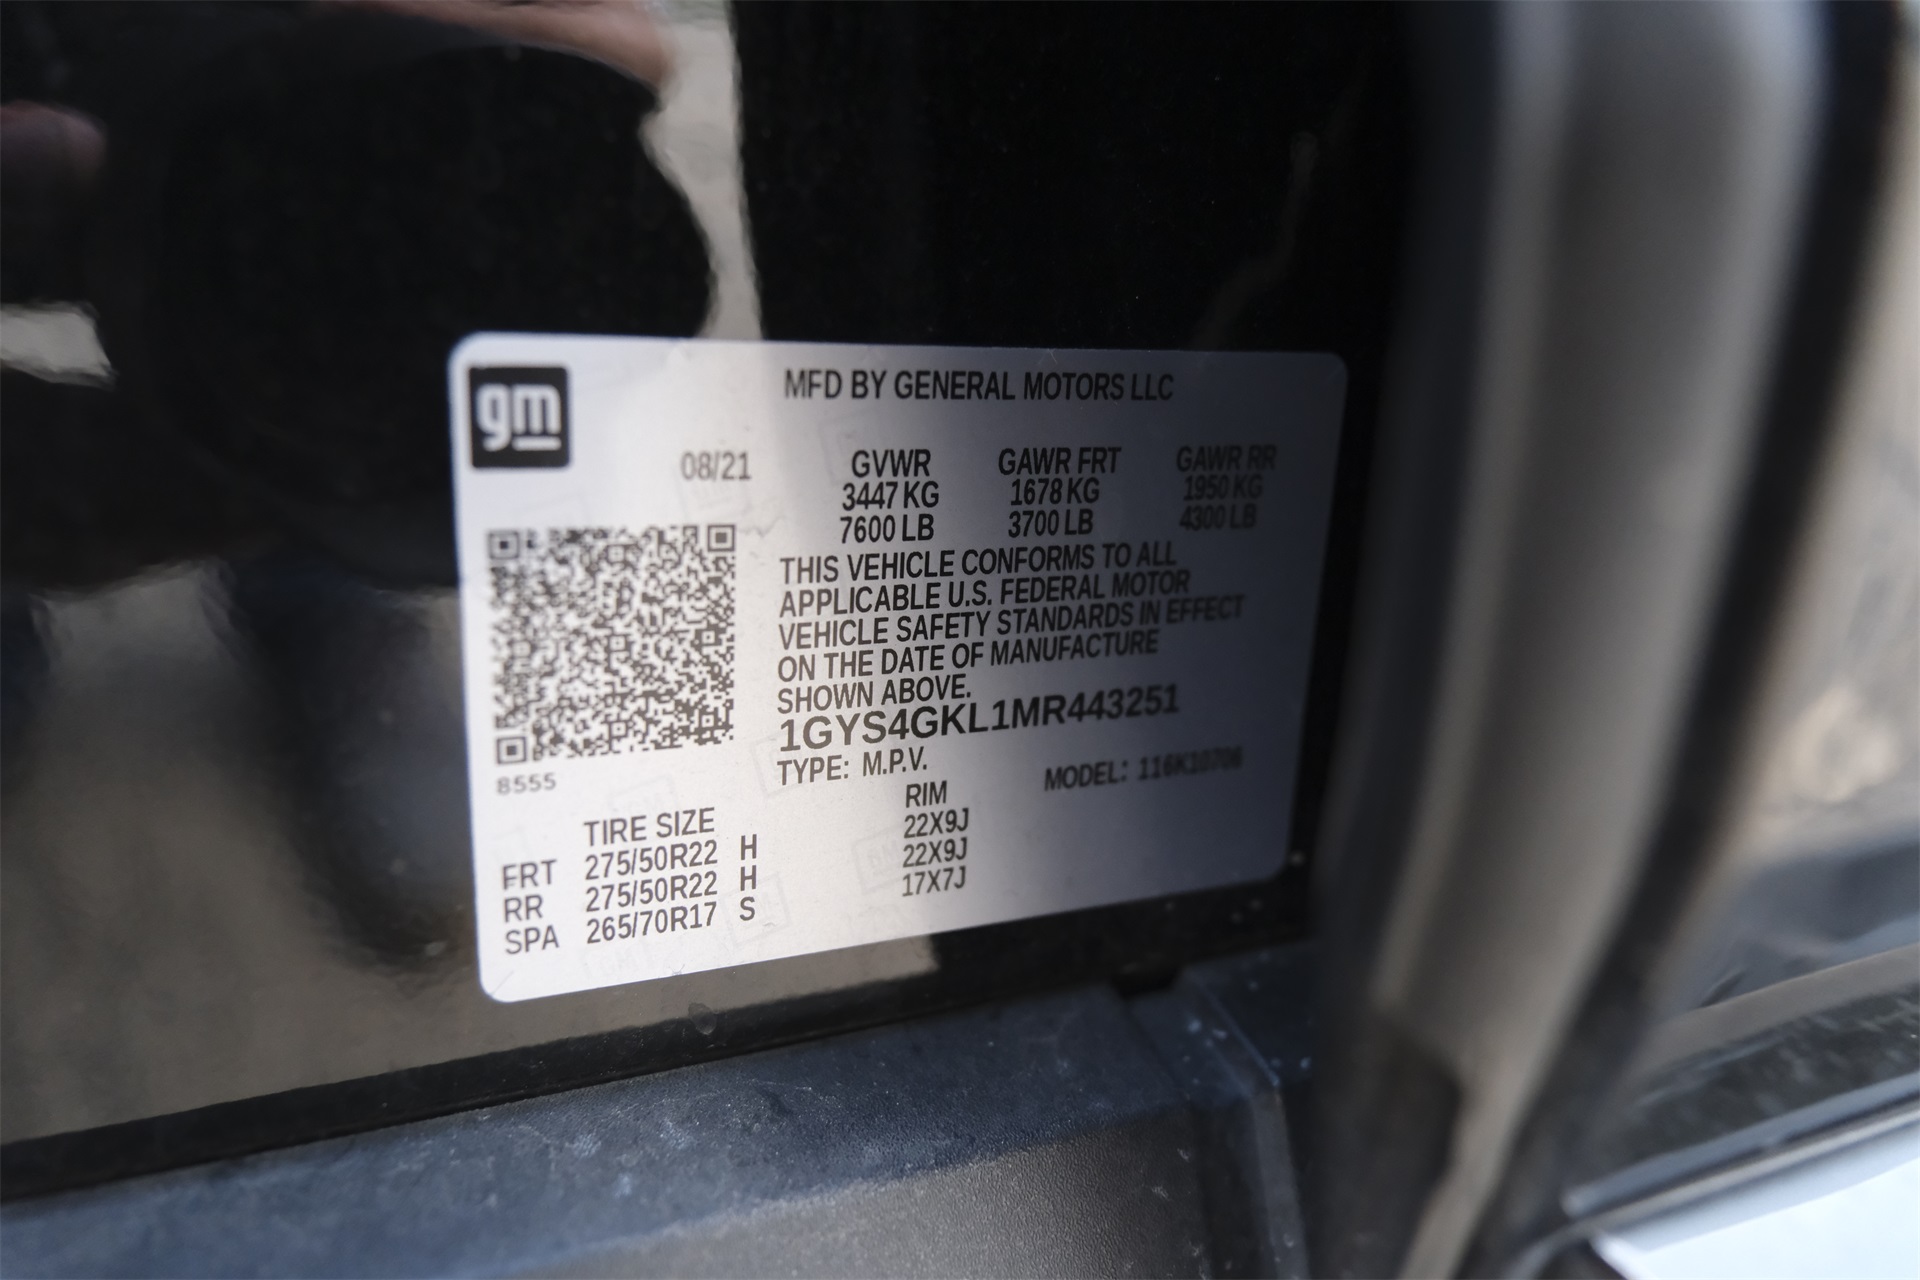 gm
MFD BY GENERAL MOTORS LLC
08/21
GVWR GAWR FRT GAWR RR
3447 KG 1678 KG 1950 KG
7600 LB 3700 LB 4300 LB
THIS VEHICLE CONFORMS TO ALL
APPLICABLE U.S. FEDERAL MOTOR
VEHICLE SAFETY STANDARDS IN EFFECT
ON THE DATE OF MANUFACTURE
SHOWN ABOVE.
1GYS4GKL1MR443251
TYPE: M.P.V. MODEL: 116K10706
8555
TIRE SIZE RIM
FRT 275/50R22 H 22X9J
RR 275/50R22 H 22X9J
SPA 265/70R17 S 17X7J